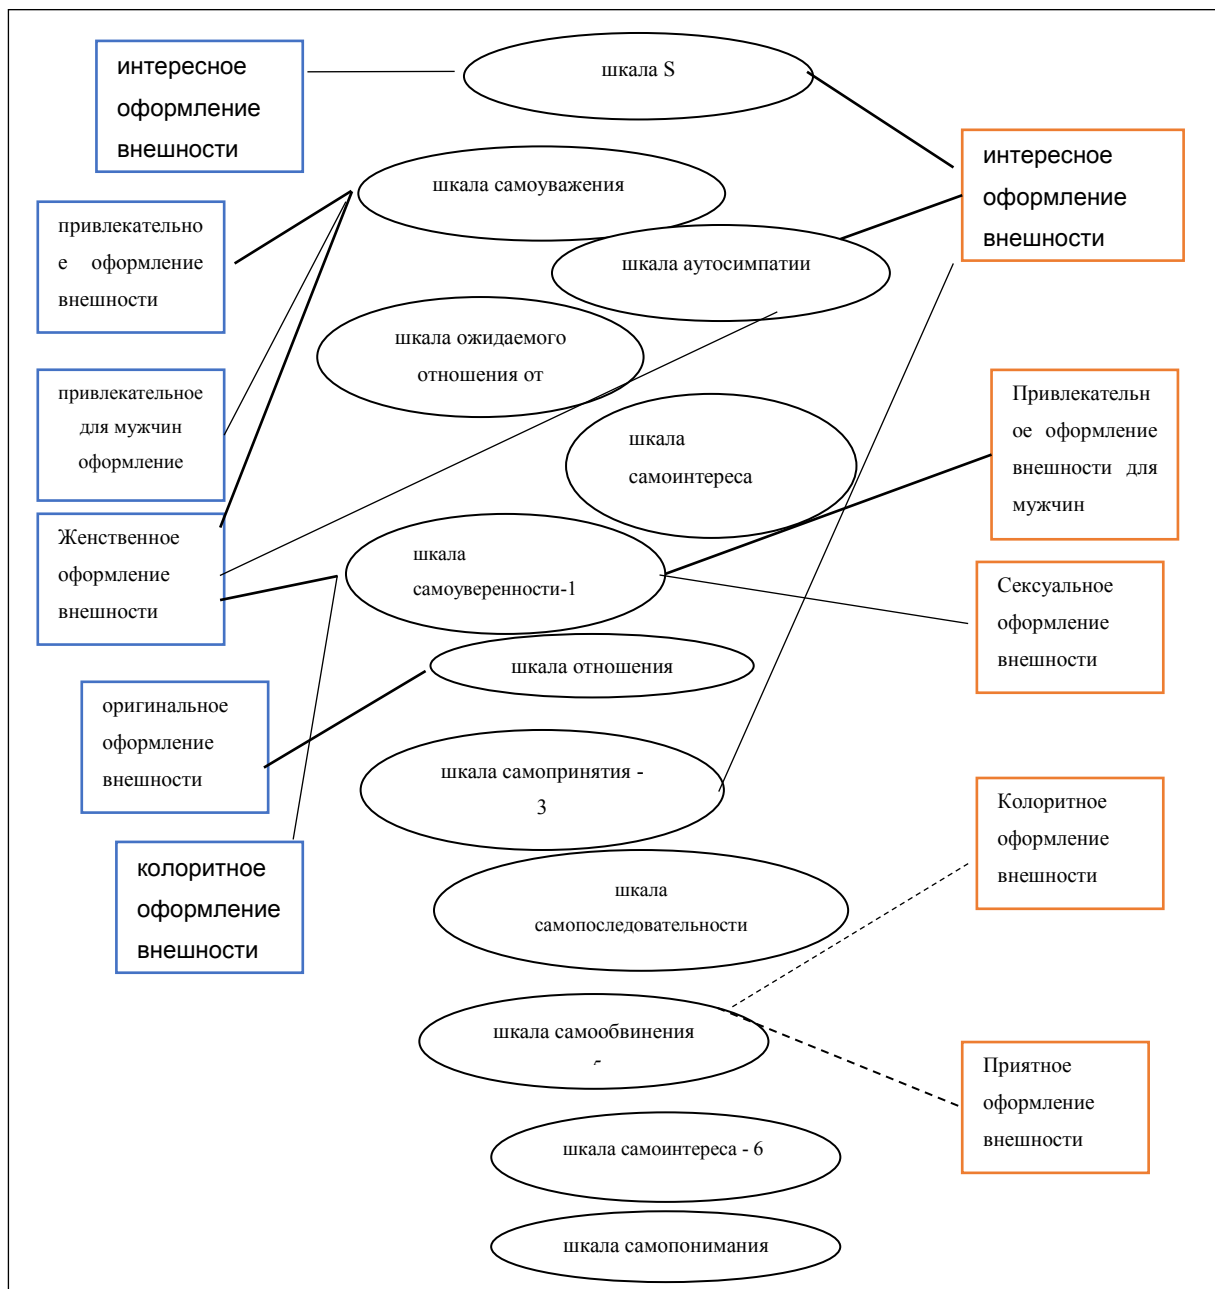 интересное
оформление
внешности
шкала S
интересное
оформление
внешности
шкала самоуважения
привлекательно
е оформление
внешности
шкала аутосимпатии
шкала ожидаемого
отношения от
привлекательное
для мужчин
оформление
Привлекательн
ое оформление
внешности для
мужчин
шкала
самоинтереса
Женственное
оформление
внешности
шкала
самоуверенности-1
Сексуальное
оформление
внешности
шкала отношения
оригинальное
оформление
внешности
шкала самопринятия -
3
Колоритное
оформление
внешности
колоритное
оформление
внешности
шкала
самопоследовательности
шкала самообвинения
Приятное
оформление
внешности
шкала самоинтереса - 6
шкала самопонимания